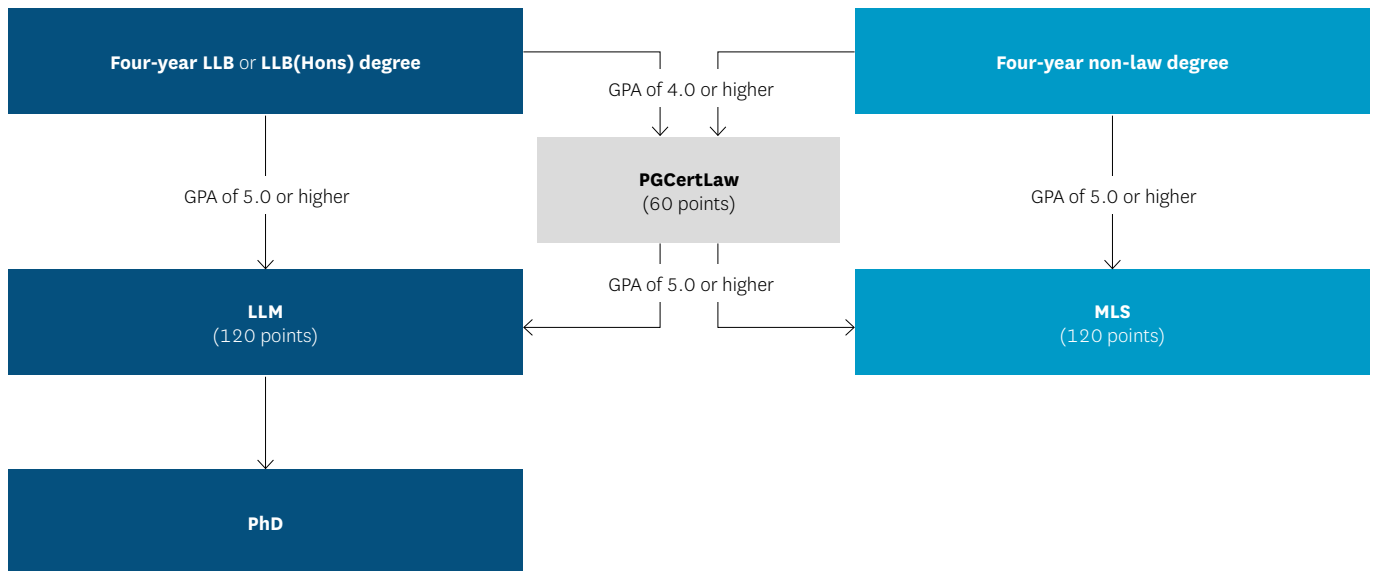 Four-year LLB or LLB(Hons) degree
Four-year non-law degree
GPA of 4.0 or higher
PGCertLaw
(60 points)
GPA of 5.0 or higher
GPA of 5.0 or higher
GPA of 5.0 or higher
LLM
(120 points)
MLS
(120 points)
PhD